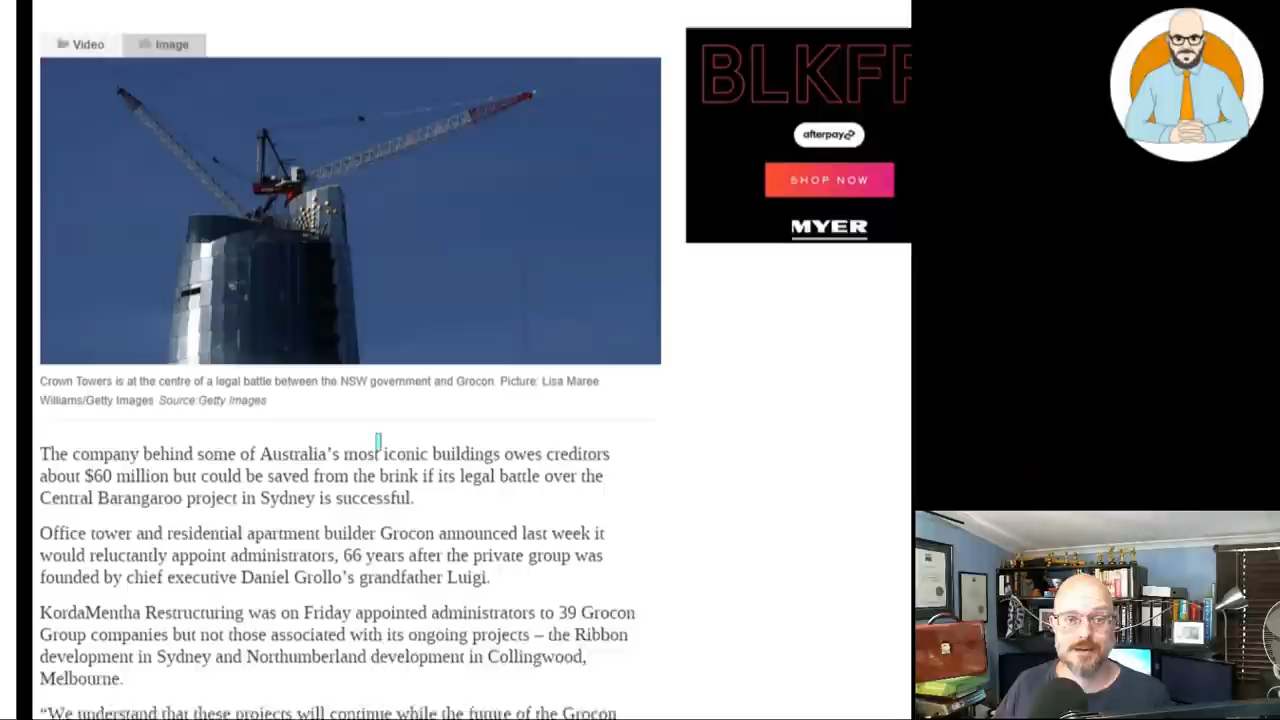 Video
Image
BLKFR
afterpay
SHOP NOW
MYER
Crown Towers is at the centre of a legal battle between the NSW government and Grocon. Picture: Lisa Maree
Williams/Getty Images Source:Getty Images
The company behind some of Australia’s most iconic buildings owes creditors
about $60 million but could be saved from the brink if its legal battle over the
Central Barangaroo project in Sydney is successful.
Office tower and residential apartment builder Grocon announced last week it
would reluctantly appoint administrators, 66 years after the private group was
founded by chief executive Daniel Grollo’s grandfather Luigi.
KordaMentha Restructuring was on Friday appointed administrators to 39 Grocon
Group companies but not those associated with its ongoing projects – the Ribbon
development in Sydney and Northumberland development in Collingwood,
Melbourne.
“We understand that these projects will continue while the future of the Grocon